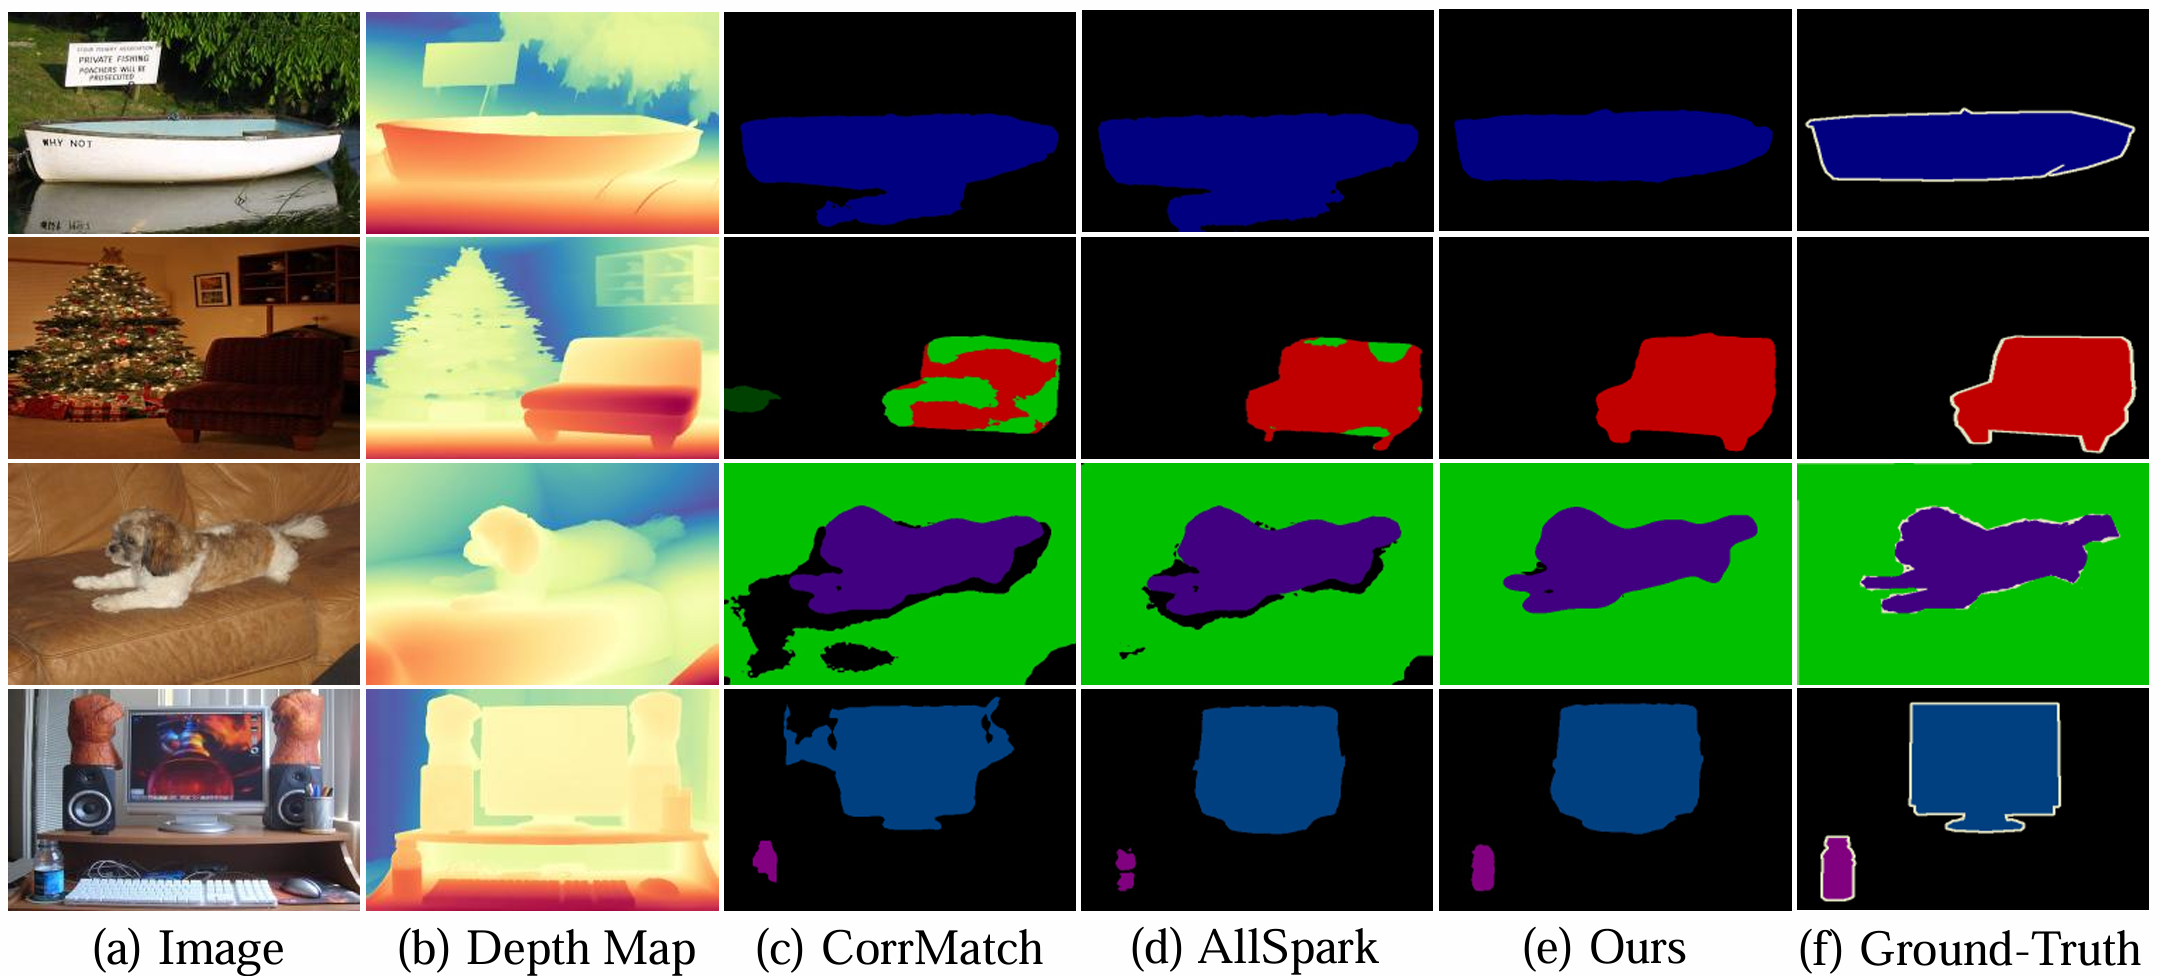 PRIVATE FISHING
POACHERS WILL BE
PROSECUTED
WHY NOT
(a) Image
(b) Depth Map
(c) CorrMatch
(d) AllSpark
(e) Ours
(f) Ground-Truth